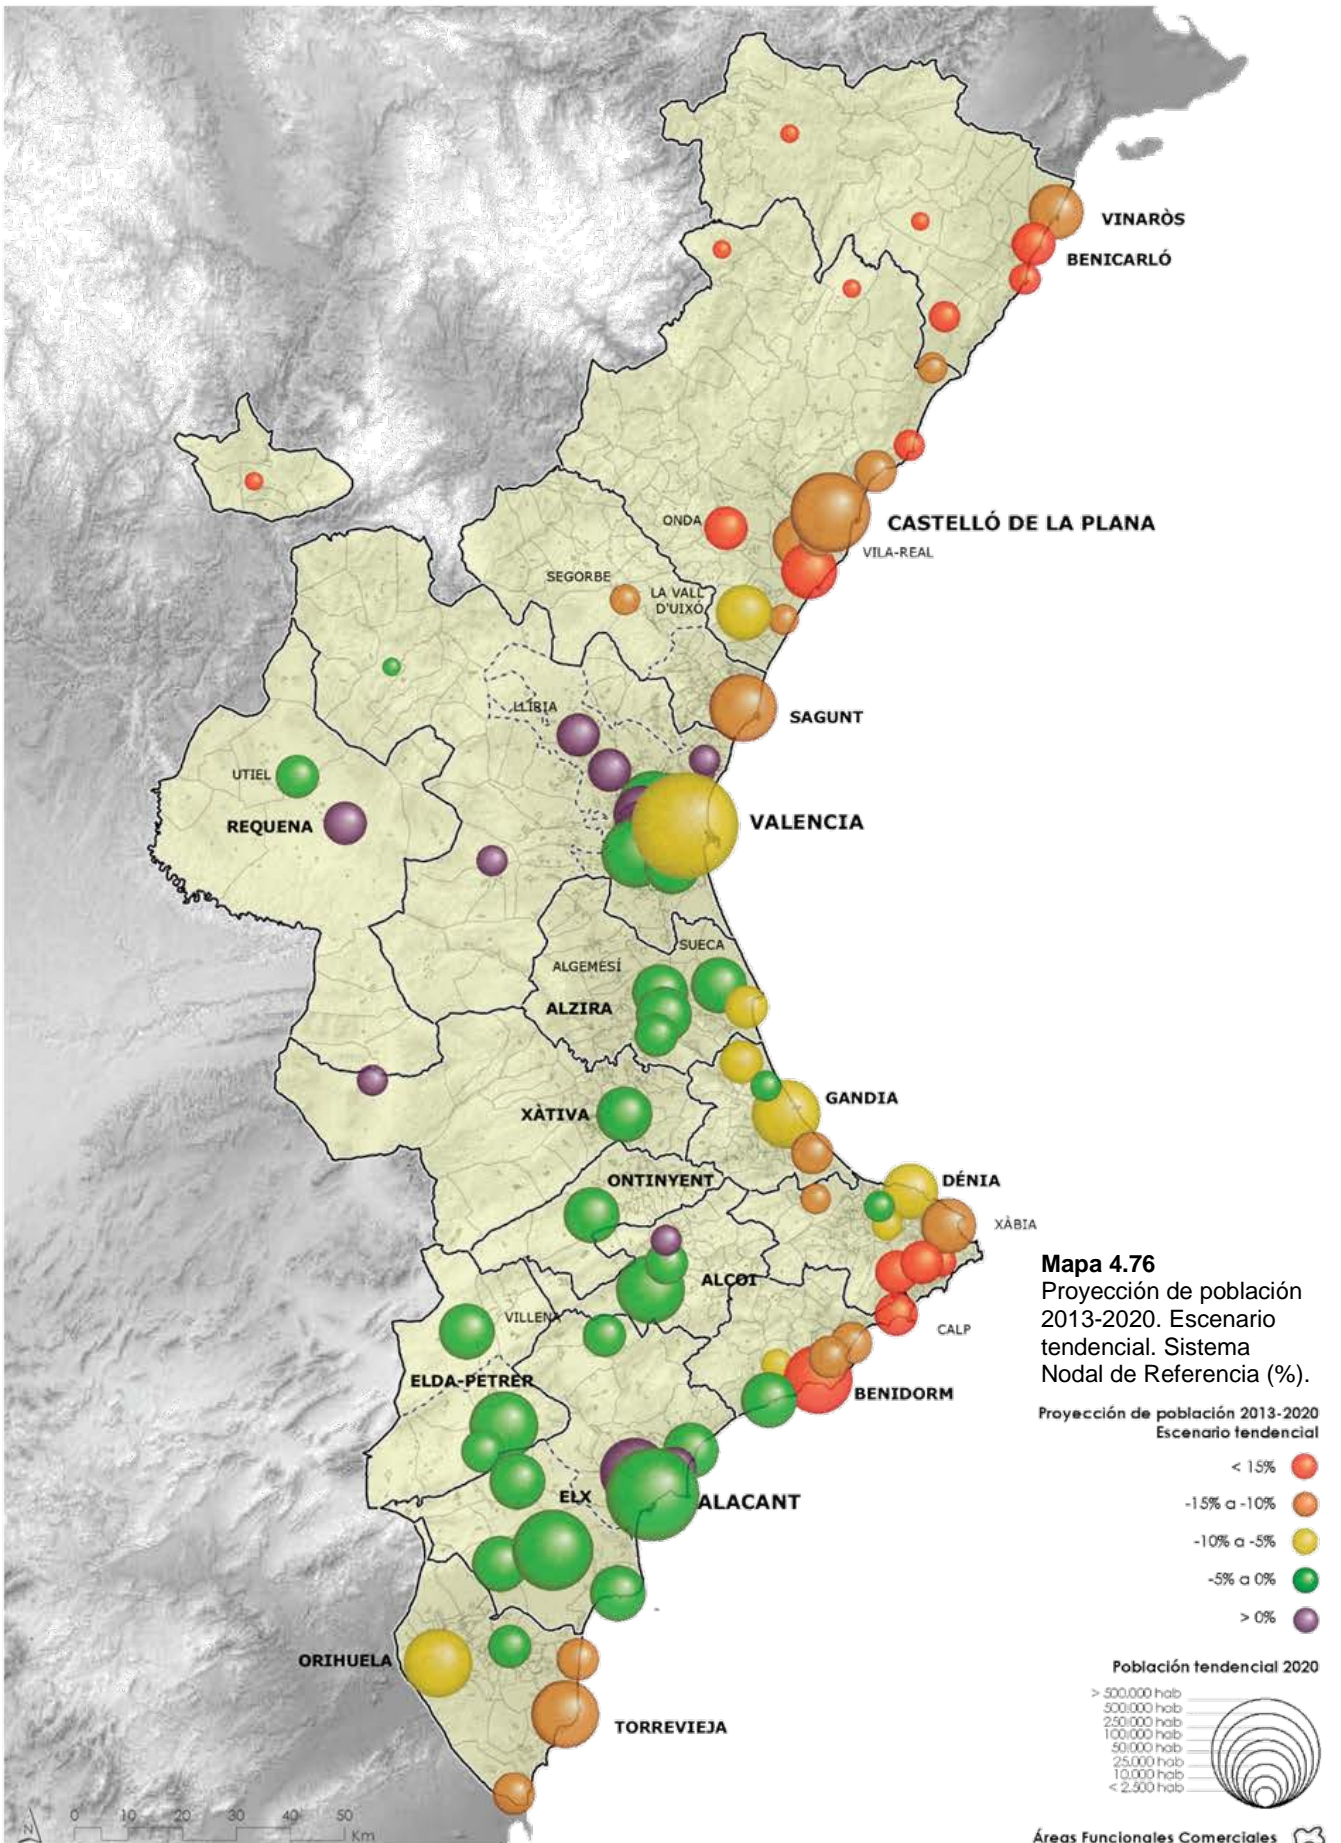 VINARÒS
BENICARLÓ
ONDA
CASTELLÓ DE LA PLANA
VILA-REAL
SEGORBE
LA VALL
D'UIXÓ
LLÍRIA
SAGUNT
UTIEL
REQUENA
VALENCIA
SUECA
ALGEMESÍ
ALZIRA
GANDIA
XÀTIVA
ONTINYENT
DÉNIA
XÀBIA
ALCOI
VILLENA
CALP
ELDA-PETRER
BENIDORM
ELX
ALACANT
ORIHUELA
TORREVIEJA
Mapa 4.76
Proyección de población
2013-2020. Escenario
tendencial. Sistema
Nodal de Referencia (%).
Proyección de población 2013-2020
Escenario tendencial
< 15%
-15% a -10%
-10% a -5%
-5% a 0%
> 0%
Población tendencial 2020
> 500.000 hab
500.000 hab
250.000 hab
100.000 hab
50.000 hab
25.000 hab
10.000 hab
< 2.500 hab
Áreas Funcionales Comerciales
N
0 10 20 30 40 50
Km